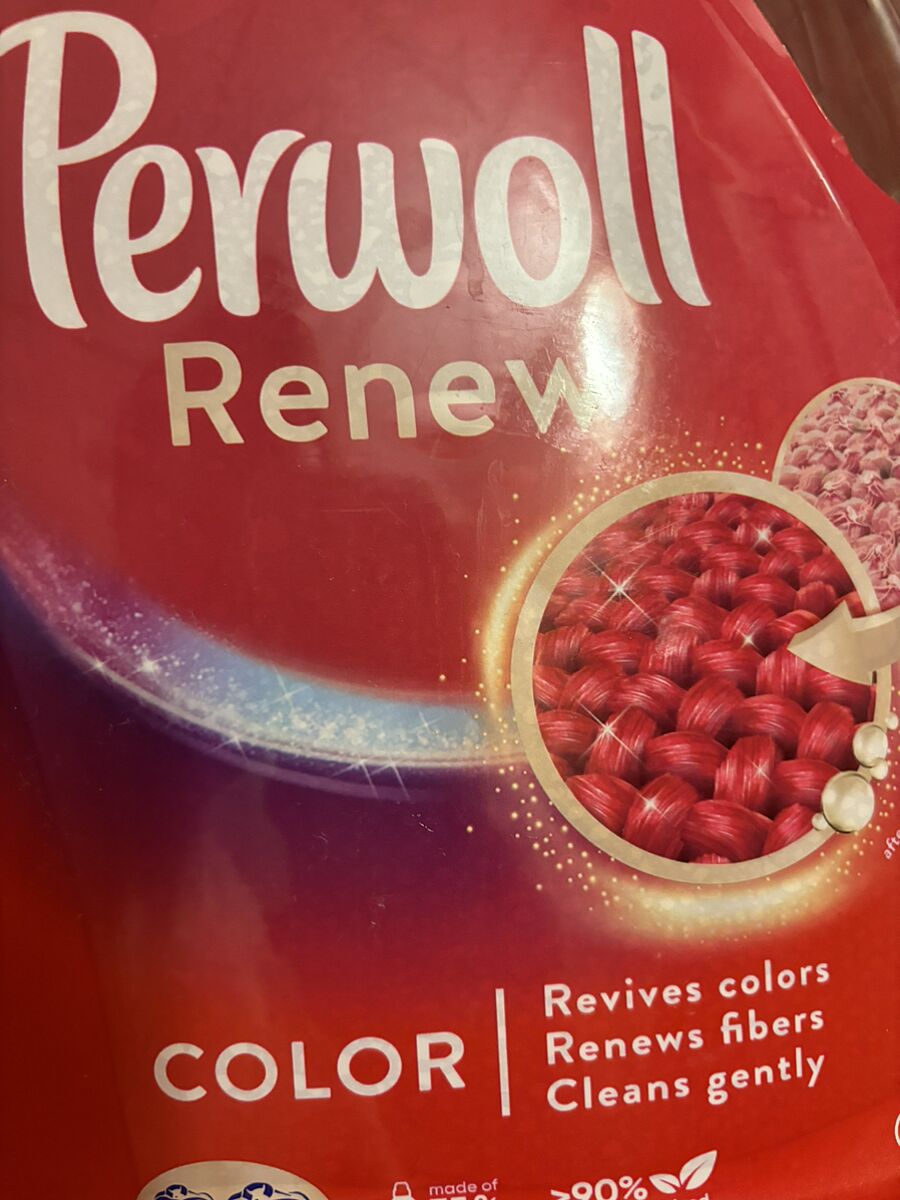 Perwoll
Renew
COLOR
Revives colors
Renews fibers
Cleans gently
made of
>90%